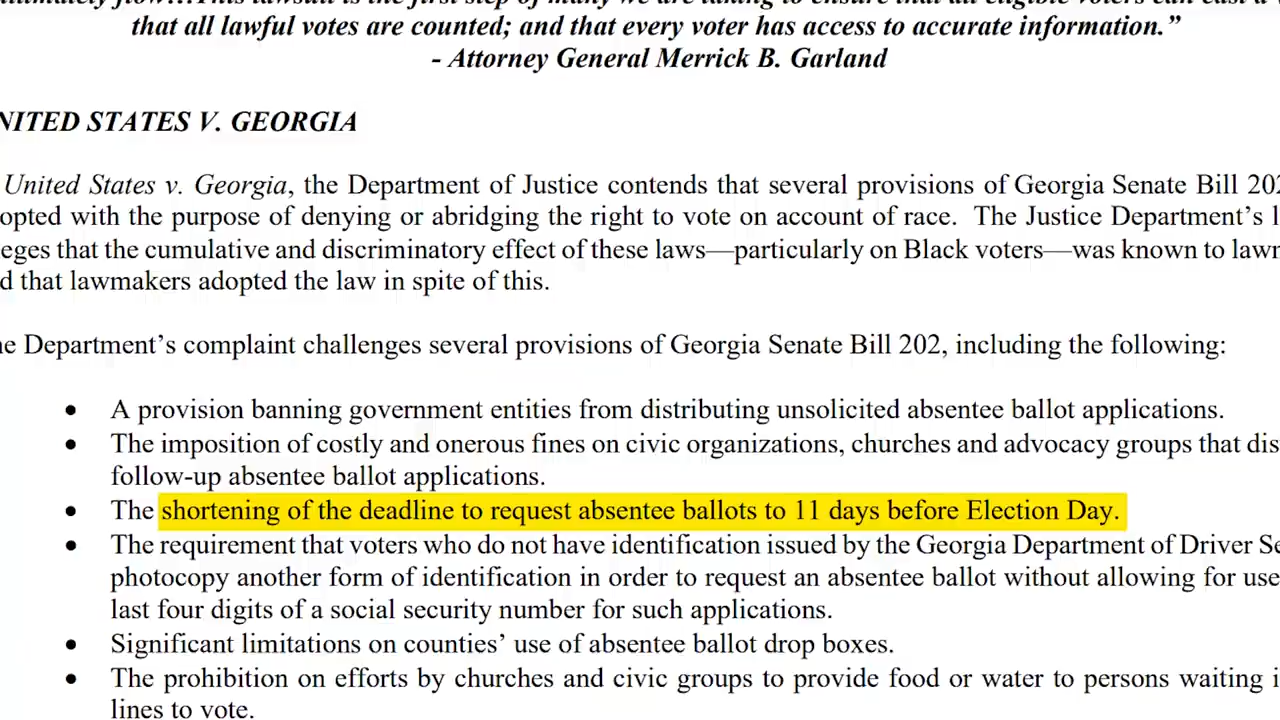 that all lawful votes are counted; and that every voter has access to accurate information.”
- Attorney General Merrick B. Garland
NITED STATES V. GEORGIA
United States v. Georgia, the Department of Justice contends that several provisions of Georgia Senate Bill
opted with the purpose of denying or abridging the right to vote on account of race. The Justice Department’s
eges that the cumulative and discriminatory effect of these laws—particularly on Black voters—was known to
d that lawmakers adopted the law in spite of this.
e Department’s complaint challenges several provisions of Georgia Senate Bill 202, including the following:
• A provision banning government entities from distributing unsolicited absentee ballot applications.
• The imposition of costly and onerous fines on civic organizations, churches and advocacy groups that
follow-up absentee ballot applications.
• The shortening of the deadline to request absentee ballots to 11 days before Election Day.
• The requirement that voters who do not have identification issued by the Georgia Department of Driver
photocopy another form of identification in order to request an absentee ballot without allowing for use
last four digits of a social security number for such applications.
• Significant limitations on counties’ use of absentee ballot drop boxes.
• The prohibition on efforts by churches and civic groups to provide food or water to persons waiting
lines to vote.